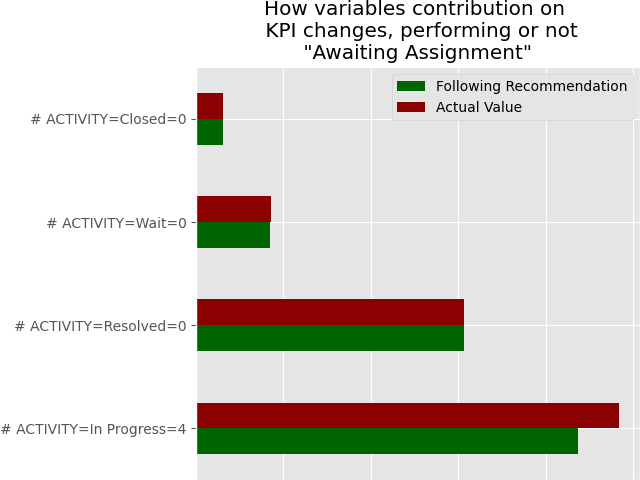 How variables contribution on
KPI changes, performing or not
"Awaiting Assignment"
Following Recommendation
Actual Value
# ACTIVITY=Closed=0
# ACTIVITY=Wait=0
# ACTIVITY=Resolved=0
# ACTIVITY=In Progress=4